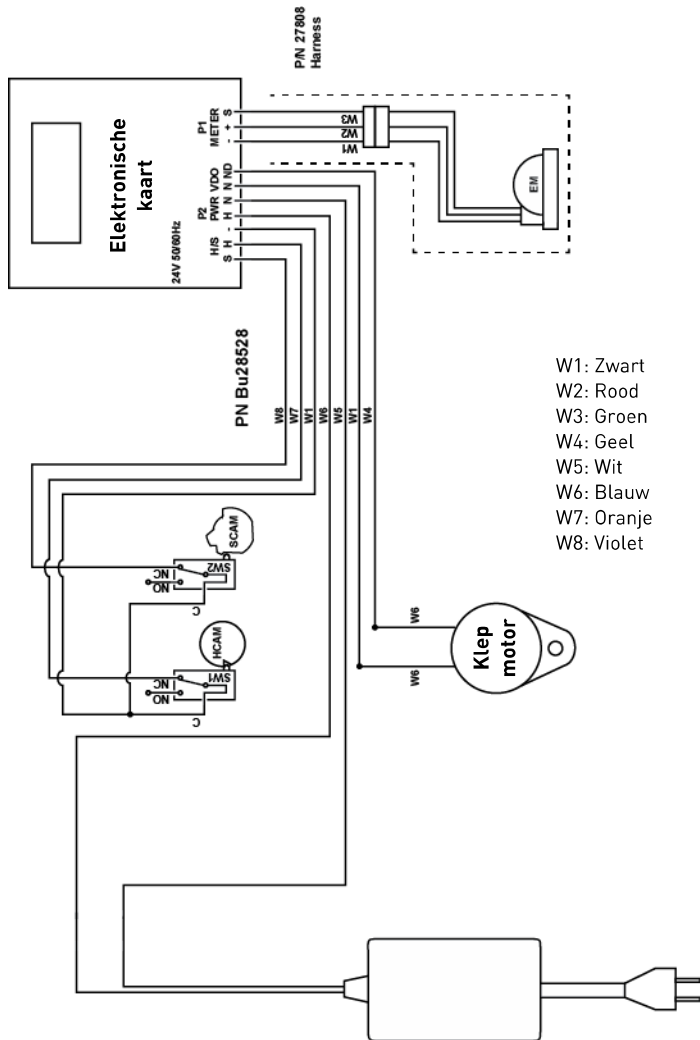 P/N 27808
Harness
Elektronische
kaart
24V 50/60Hz
P1
METER
- + S
P2
H/S PWR VDO
S H - H N N ND
W3
W2
W1
EM
PN Bu28528
W8
W7
W1
W6
W5
W1
W4
W1: Zwart
W2: Rood
W3: Groen
W4: Geel
W5: Wit
W6: Blauw
W7: Oranje
W8: Violet
SCAM
SW2
NC
NO
C
HCAM
SW1
NC
NO
C
W6
W6
Klep
motor